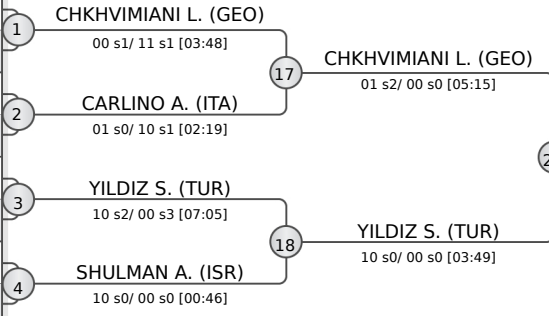 CHKHVIMIANI L. (GEO)
1
00 s1/ 11 s1 [03:48]
CHKHVIMIANI L. (GEO)
17
01 s2/ 00 s0 [05:15]
CARLINO A. (ITA)
2
01 s0/ 10 s1 [02:19]
YILDIZ S. (TUR)
3
10 s2/ 00 s3 [07:05]
YILDIZ S. (TUR)
18
10 s0/ 00 s0 [03:49]
SHULMAN A. (ISR)
4
10 s0/ 00 s0 [00:46]